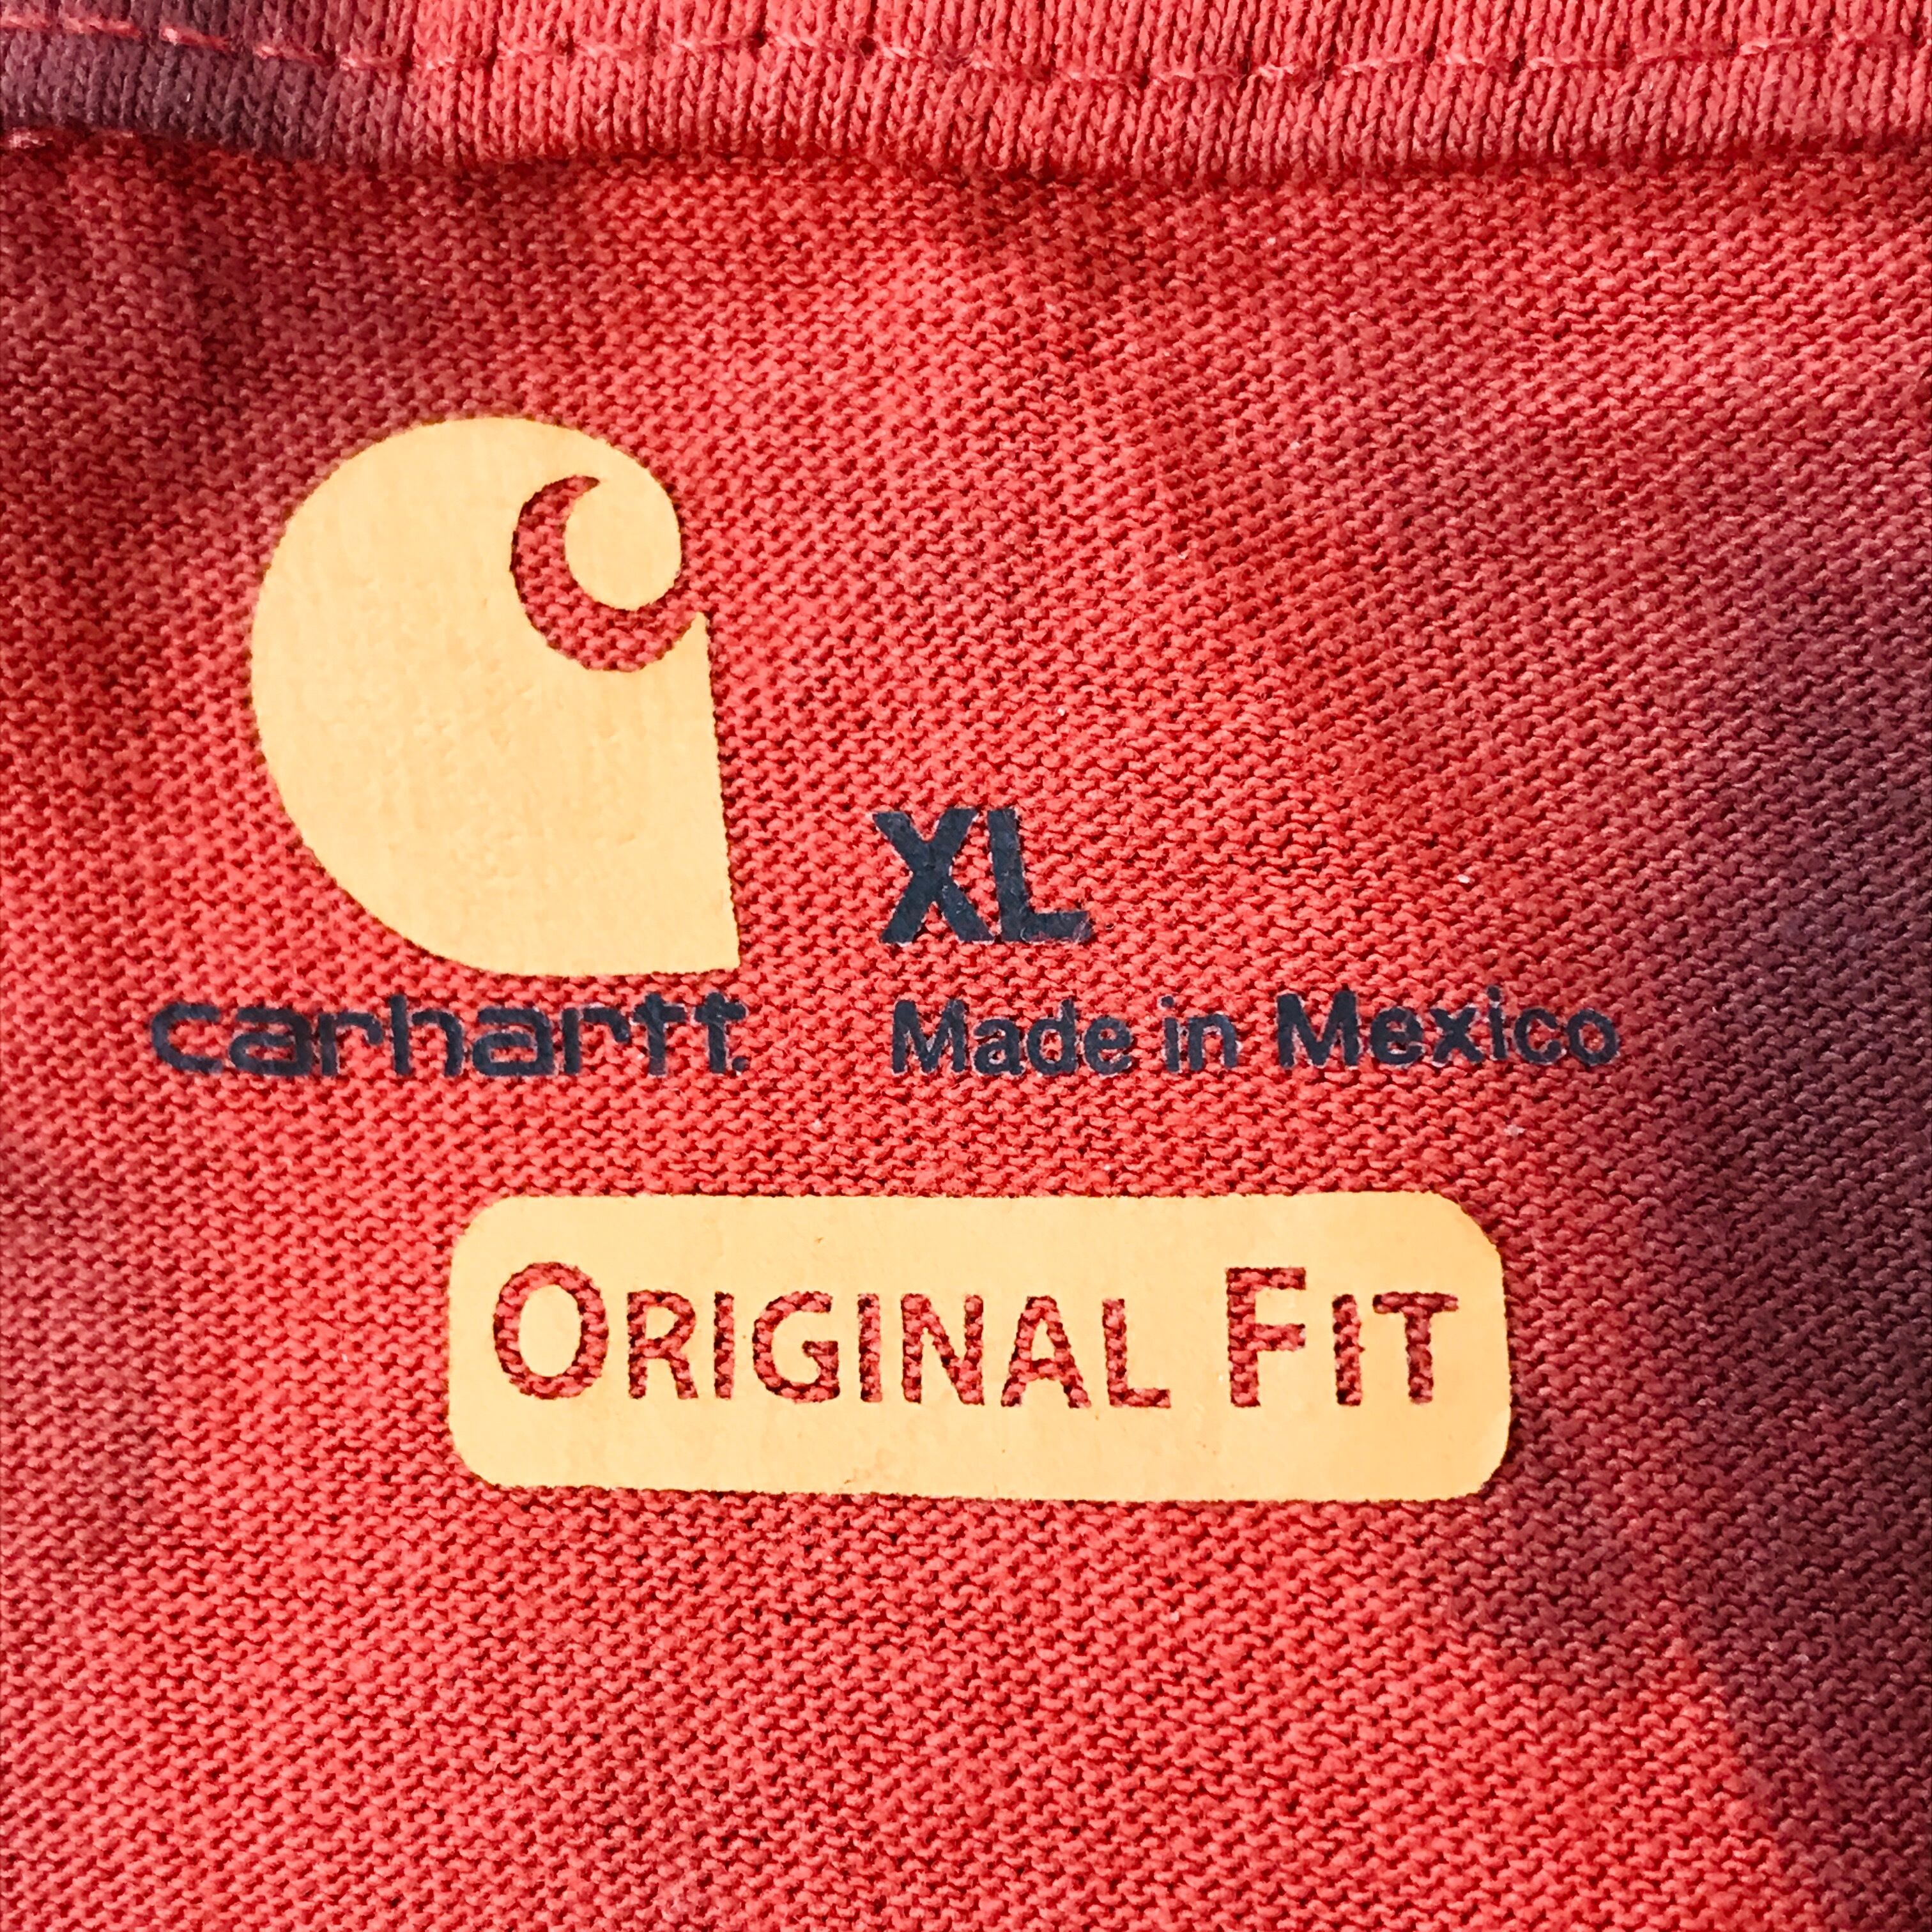 XL
carhartt. Made in Mexico
ORIGINAL FIT